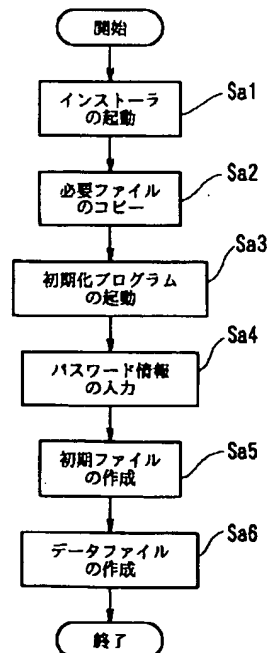 開始
インストーラ
の起動
Sa1
必要ファイル
のコピー
Sa2
初期化プログラム
の起動
Sa3
パスワード情報
の入力
Sa4
初期ファイル
の作成
Sa5
データファイル
の作成
Sa6
終了